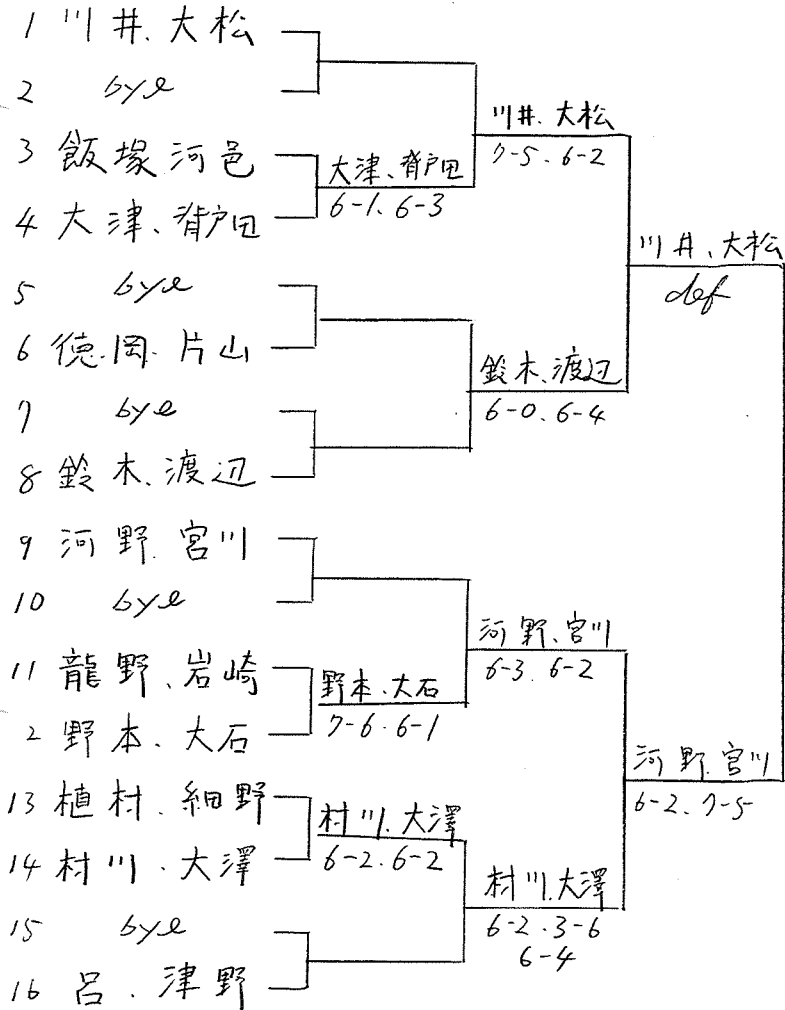 1 川井、大松
2 bye
3 飯塚 河邑
4 大津、背戸田
5 bye
6 徳岡、片山
7 bye
8 鈴木、渡辺
9 河野、宮川
10 bye
11 龍野、岩崎
2 野本、大石
13 植村、細野
14 村川、大澤
15 bye
16 呂、津野
大津、背戸田
6-1、6-3
野本、大石
7-6、6-1
村川、大澤
6-2、6-2
川井、大松
7-5、6-2
鈴木、渡辺
6-0、6-4
河野、宮川
6-3、6-2
村川、大澤
6-2、3-6
6-4
川井、大松
def
河野、宮川
6-2、7-5